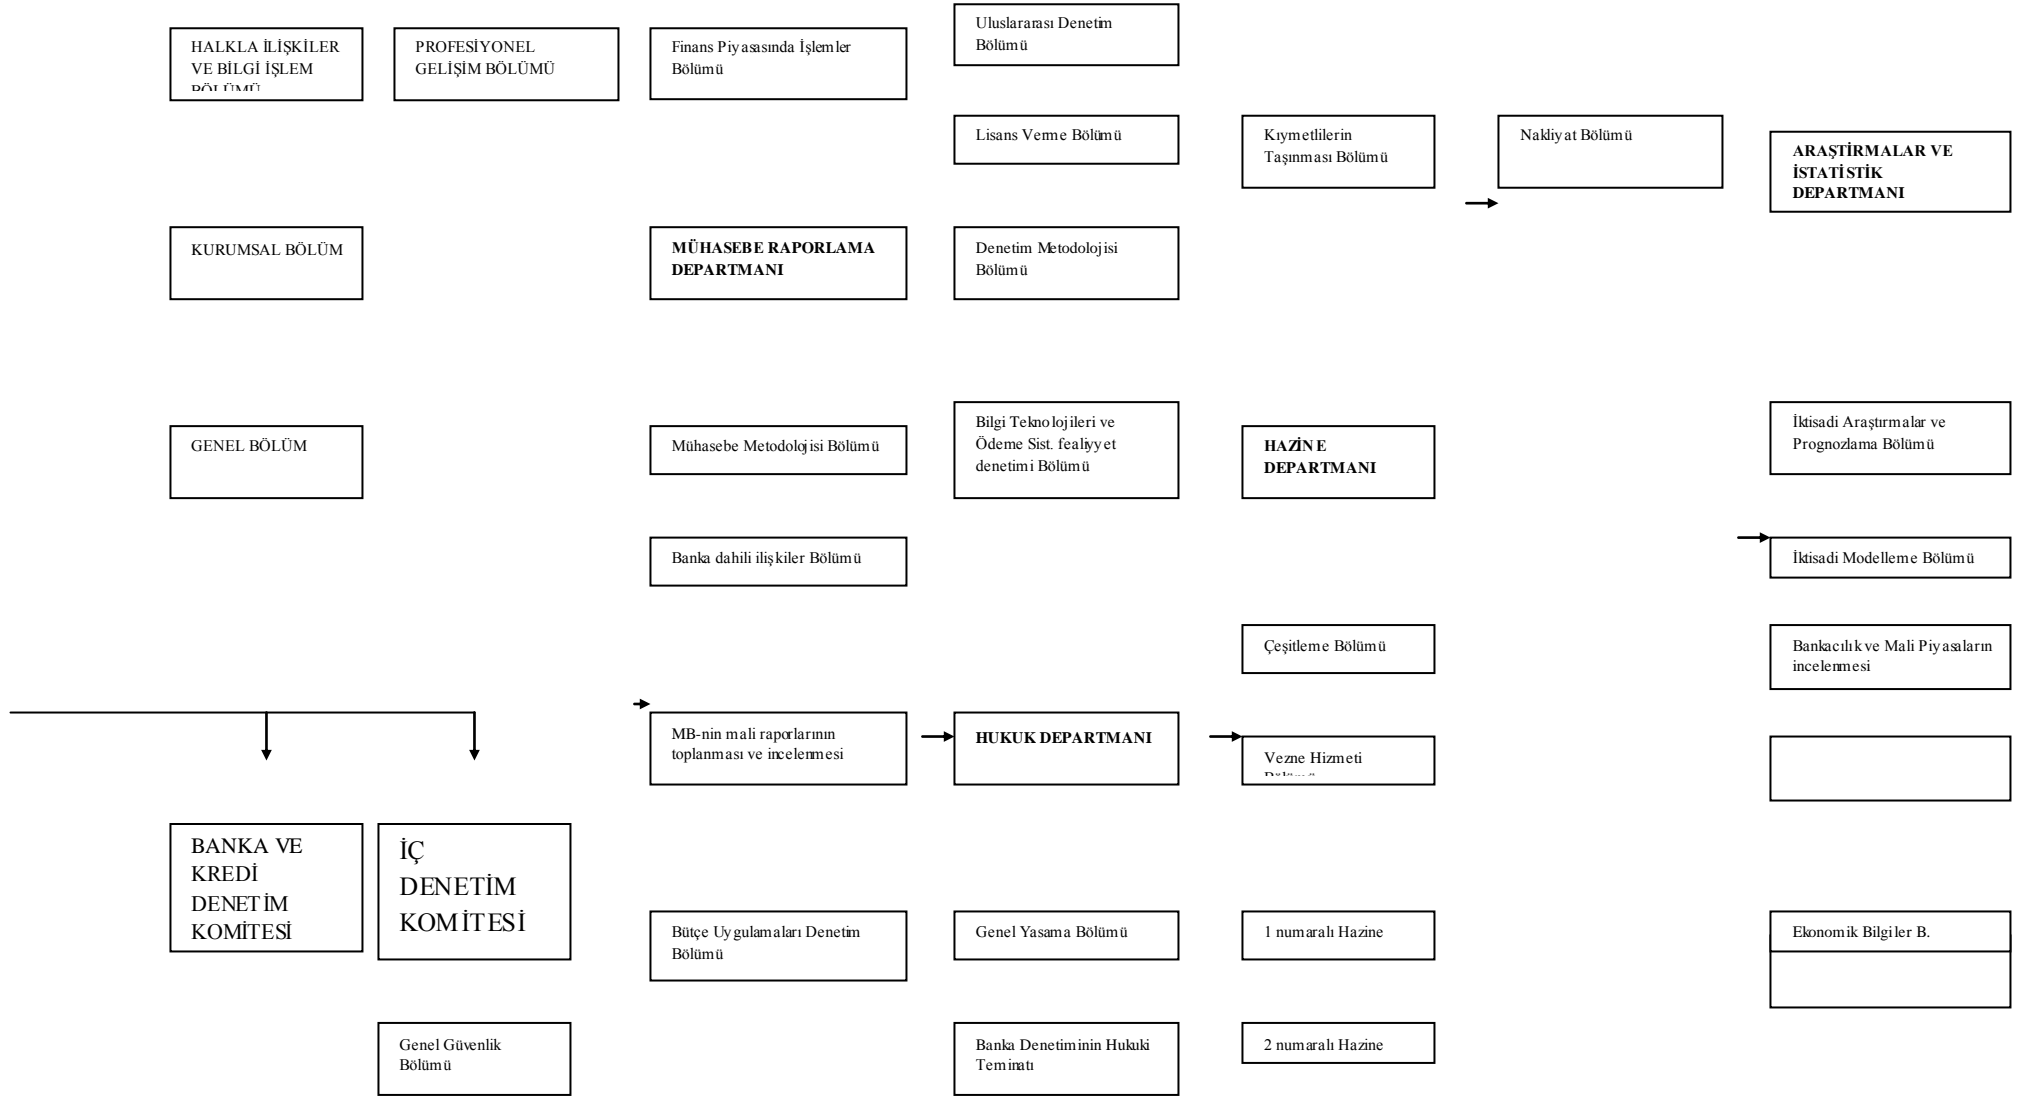 HALKLA İLİŞKİLER
VE BİLGİ İŞLEM
BÖLÜMÜ
PROFESİYONEL
GELİŞİM BÖLÜMÜ
Finans Piyasasında İşlemler
Bölümü
Uluslararası Denetim
Bölümü
Lisans Verme Bölümü
Kıymetlilerin
Taşınması Bölümü
Nakliyat Bölümü
ARAŞTİRMALAR VE
İSTATİSTİK
DEPARTMANI
KURUMSAL BÖLÜM
MÜHASEBE RAPORLAMA
DEPARTMANI
Denetim Metodolojisi
Bölümü
GENEL BÖLÜM
Mühasebe Metodolojisi Bölümü
Bilgi Teknolojileri ve
Ödeme Sist. fealiyyet
denetimi Bölümü
HAZİNE
DEPARTMANI
İktisadi Araştırmalar ve
Prognozlama Bölümü
Banka dahili ilişkiler Bölümü
İktisadi Modelleme Bölümü
Çeşitleme Bölümü
Bankacılık ve Mali Piyasaların
incelenmesi
MB-nin mali raporlarının
toplanması ve incelenmesi
HUKUK DEPARTMANI
Vezne Hizmeti
Bölümü
BANKA VE
KREDİ
DENETİM
KOMİTESİ
İÇ
DENETİM
KOMİTESİ
Bütçe Uygulamaları Denetim
Bölümü
Genel Yasama Bölümü
1 numaralı Hazine
Ekonomik Bilgiler B.
Genel Güvenlik
Bölümü
Banka Denetiminin Hukuki
Teminatı
2 numaralı Hazine